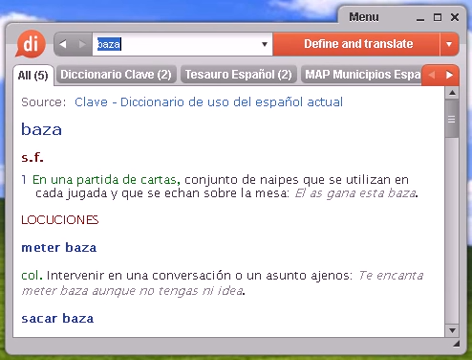 Menu
di
baza
Define and translate
All (5)
Diccionario Clave (2)
Tesauro Español (2)
MAP Municipios Espa
Source: Clave - Diccionario de uso del español actual
baza
s.f.
1 En una partida de cartas, conjunto de naipes que se utilizan en
cada jugada y que se echan sobre la mesa: El as gana esta baza.
LOCUCIONES
meter baza
col. Intervenir en una conversación o un asunto ajenos: Te encanta
meter baza aunque no tengas ni idea.
sacar baza